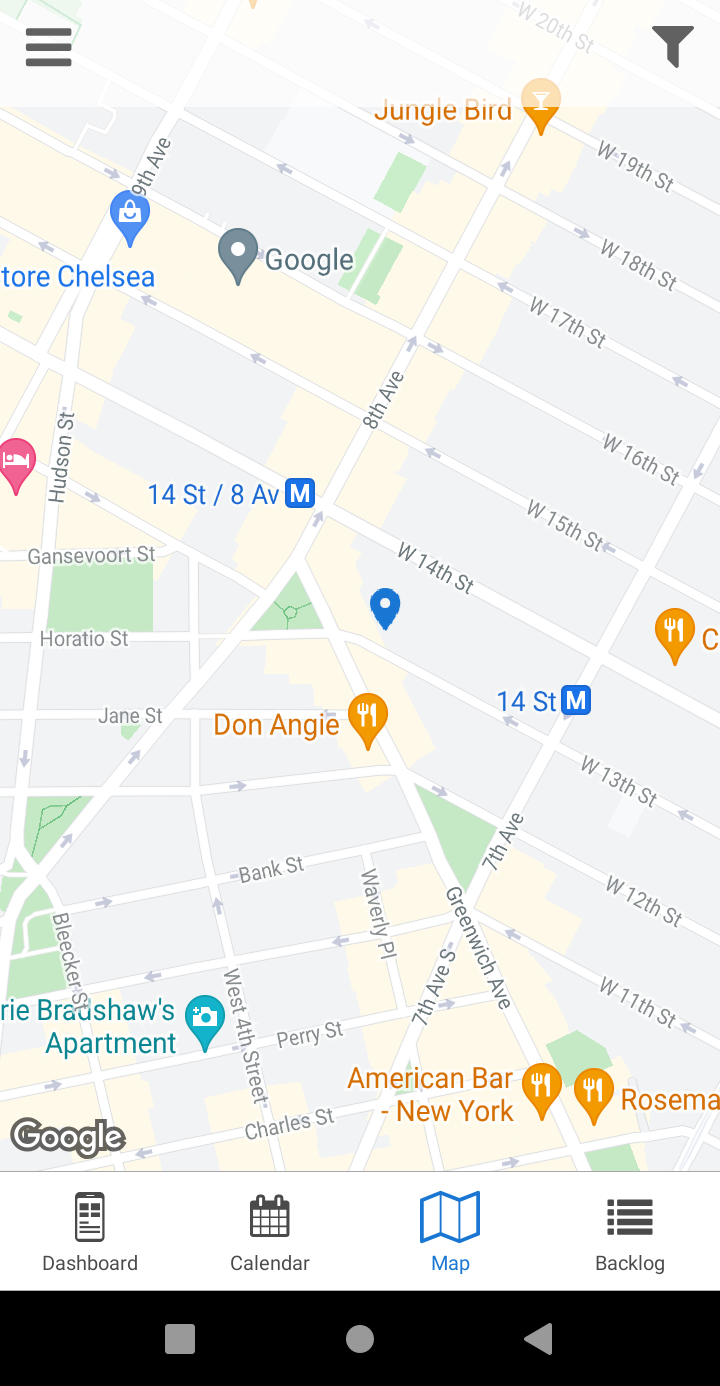 W 20th St
Jungle Bird
9th Ave
W 19th St
Google
W 18th St
tore Chelsea
W 17th St
8th Ave
Hudson St
W 16th St
14 St / 8 Av
M
W 15th St
Gansevoort St
W 14th St
Horatio St
C
14 St
M
Jane St
Don Angie
W 13th St
7th Ave
Bank St
Waverly Pl
W 12th St
Greenwich Ave
Bleecker St
7th Ave S
West 4th Street
W 11th St
rie Bradshaw's
Apartment
Perry St
American Bar
- New York
Rosema
Charles St
Google
Dashboard
Calendar
Map
Backlog